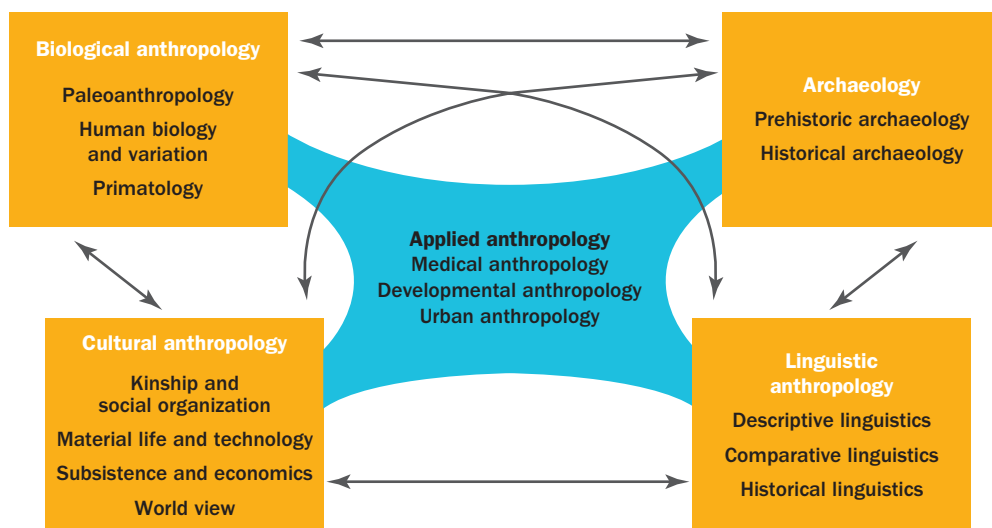 Biological anthropology
Paleoanthropology
Human biology
and variation
Primatology
Archaeology
Prehistoric archaeology
Historical archaeology
Applied anthropology
Medical anthropology
Developmental anthropology
Urban anthropology
Cultural anthropology
Kinship and
social organization
Material life and technology
Subsistence and economics
World view
Linguistic
anthropology
Descriptive linguistics
Comparative linguistics
Historical linguistics